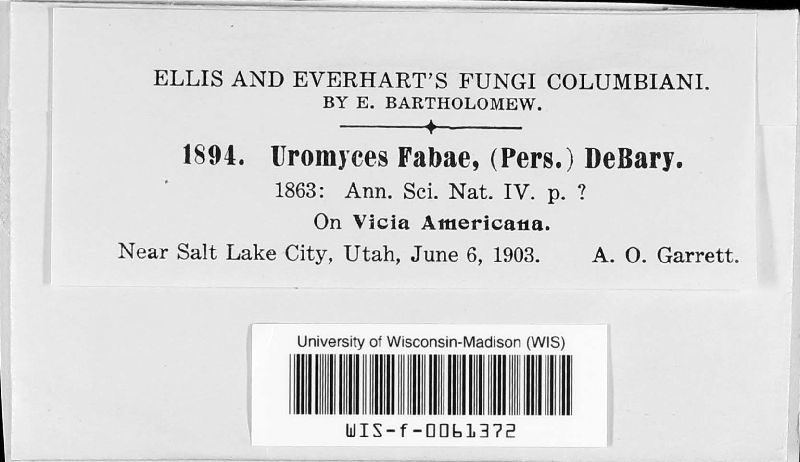 ELLIS AND EVERHART'S FUNGI COLUMBIANI.
BY E. BARTHOLOMEW.
1894. Uromyces Fabae, (Pers.) DeBary.
1863: Ann. Sci. Nat. IV. p. ?
On Vicia Americana.
Near Salt Lake City, Utah, June 6, 1903. A. O. Garrett.
University of Wisconsin-Madison (WIS)
WIS-f-0061372